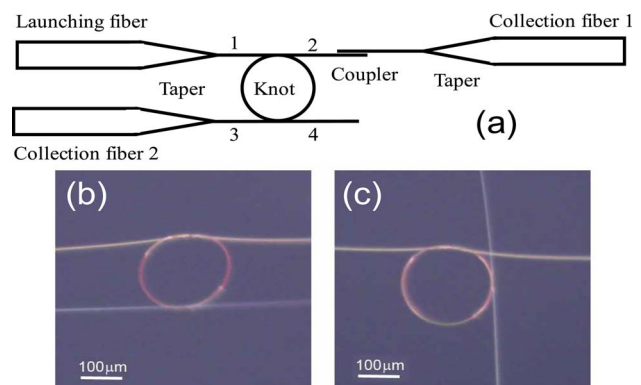 Launching fiber
Collection fiber 1
1
2
Coupler
Taper
Knot
Taper
(a)
3
4
Collection fiber 2
(b)
(c)
100μm
100μm